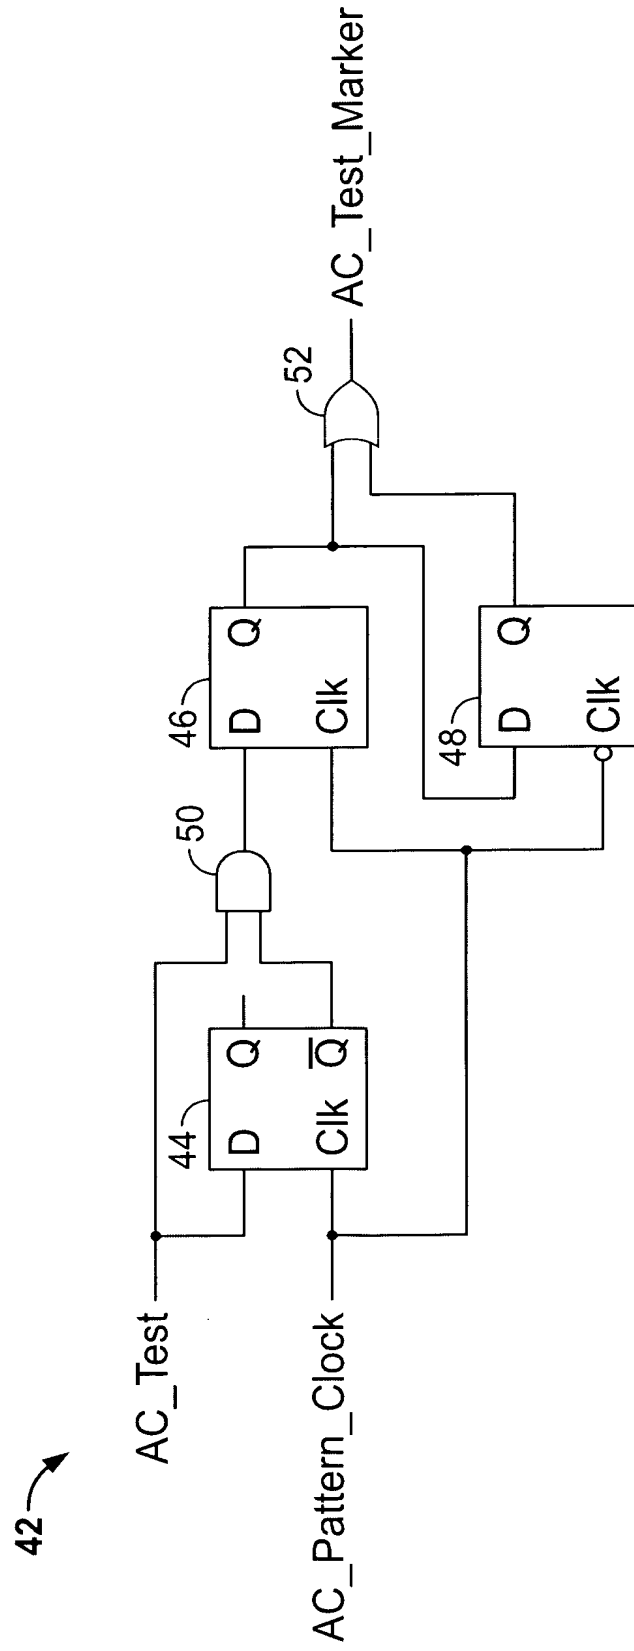 42
AC_Test
AC_Pattern_Clock
44
D
Q
Clk
Q̅
50
46
D
Q
Clk
48
D
Q
Clk
52
AC_Test_Marker